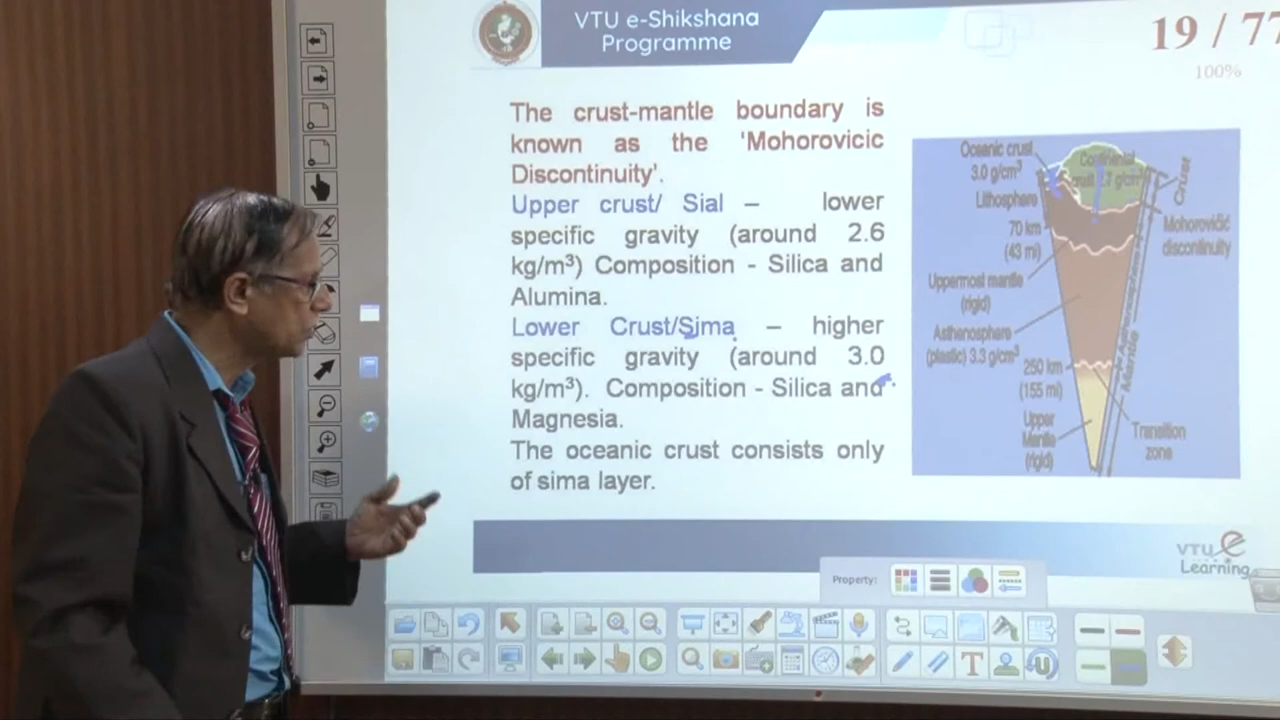 VTU e-Shikshana
Programme
19 / 77
100%
The crust-mantle boundary is
known as the 'Mohorovicic
Discontinuity'.
Upper crust/ Sial – lower
specific gravity (around 2.6
kg/m³) Composition - Silica and
Alumina.
Lower Crust/Sima – higher
specific gravity (around 3.0
kg/m³). Composition - Silica and
Magnesia.
The oceanic crust consists only
of sima layer.
Oceanic crust
3.0 g/cm³
Continental
Crust
Lithosphere
70 km
(43 mi)
Mohorovičić
discontinuity
Uppermost mantle
(rigid)
Asthenosphere
(plastic) 3.3 g/cm³
Asthenosphere
Mantle
250 km
(155 mi)
Upper
Mantle
(rigid)
Transition
zone
VTU e
Learning
Property:
T